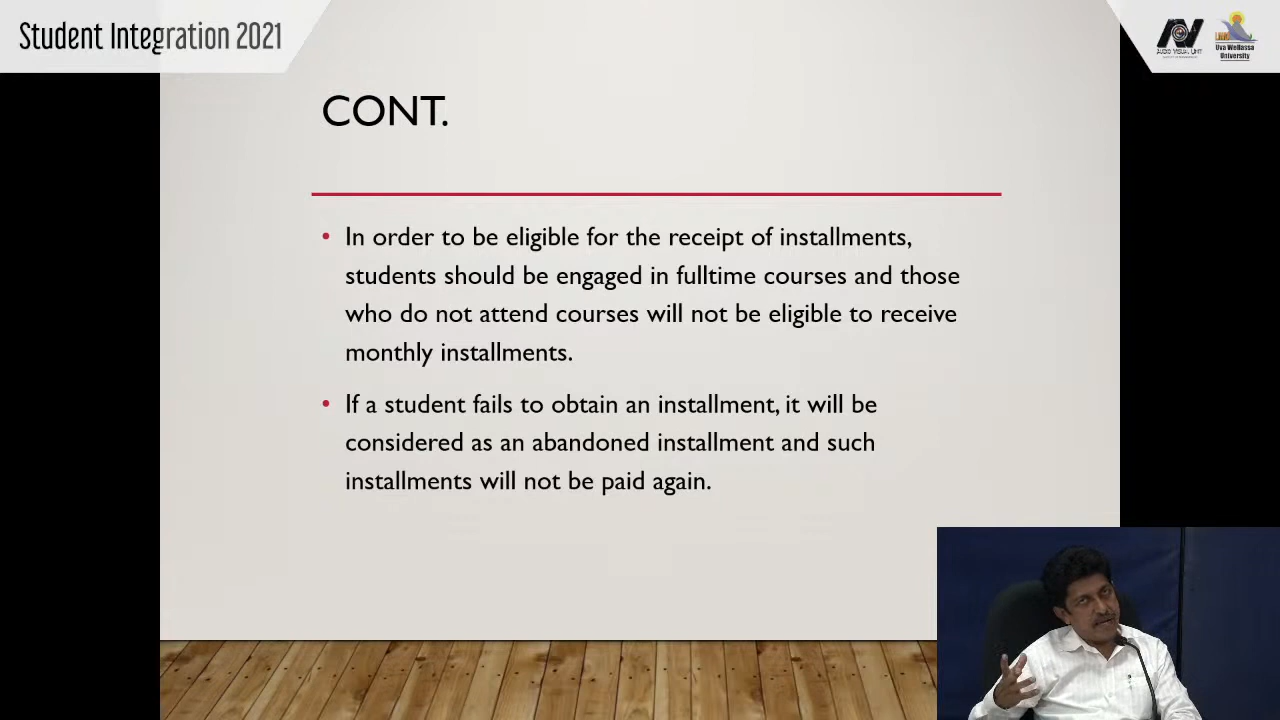 Student Integration 2021
AUDIO VISUAL UNIT
Uva Wellassa
University
CONT.
• In order to be eligible for the receipt of installments,
students should be engaged in fulltime courses and those
who do not attend courses will not be eligible to receive
monthly installments.
• If a student fails to obtain an installment, it will be
considered as an abandoned installment and such
installments will not be paid again.